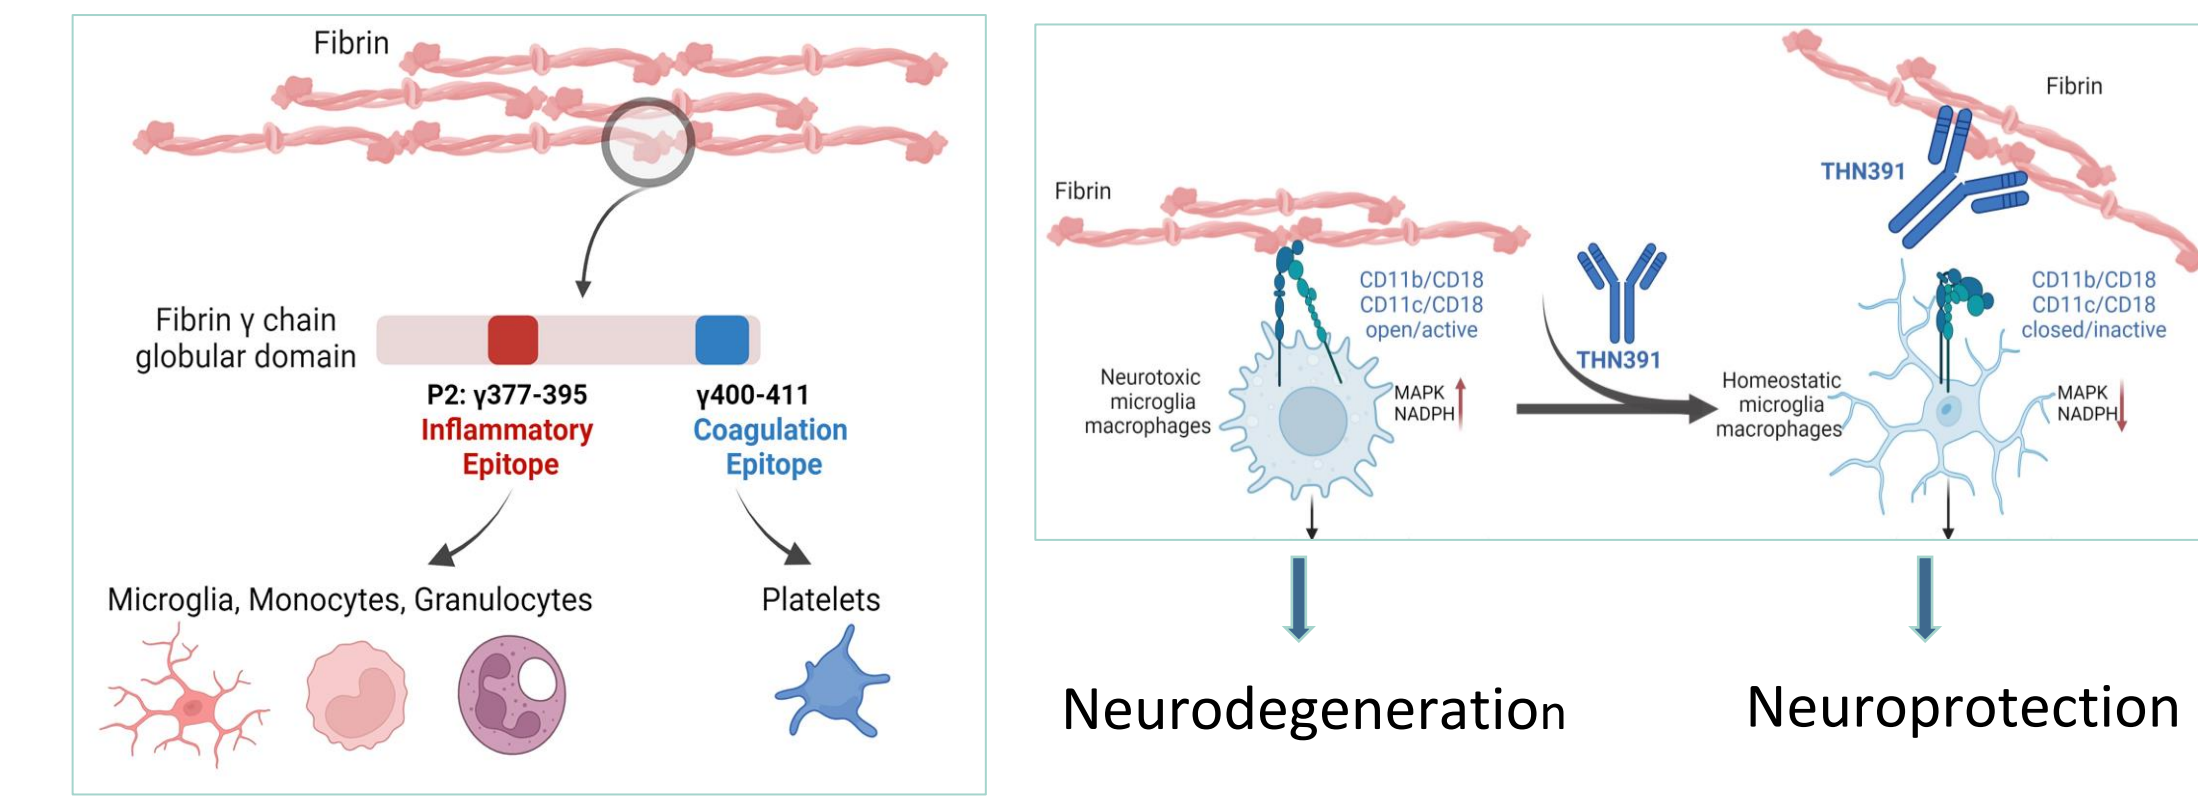 Fibrin
Fibrin γ chain
globular domain
P2: γ377-395
Inflammatory
Epitope
γ400-411
Coagulation
Epitope
Microglia, Monocytes, Granulocytes
Platelets
Fibrin
CD11b/CD18
CD11c/CD18
open/active
Neurotoxic
microglia
macrophages
MAPK
NADPH
THN391
Fibrin
THN391
CD11b/CD18
CD11c/CD18
closed/inactive
Homeostatic
microglia
macrophages
MAPK
NADPH
Neurodegeneration
Neuroprotection